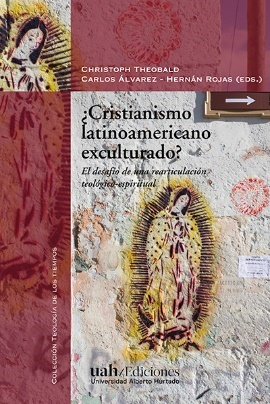 CHRISTOPH THEOBALD
CARLOS ÁLVAREZ - HERNÁN ROJAS (EDS.)
¿Cristianismo
latinoamericano
exculturado?
El desafío de una rearticulación
teológico-espiritual
COLECCIÓN TEOLOGÍA DE LOS TIEMPOS
uah/Ediciones
Universidad Alberto Hurtado